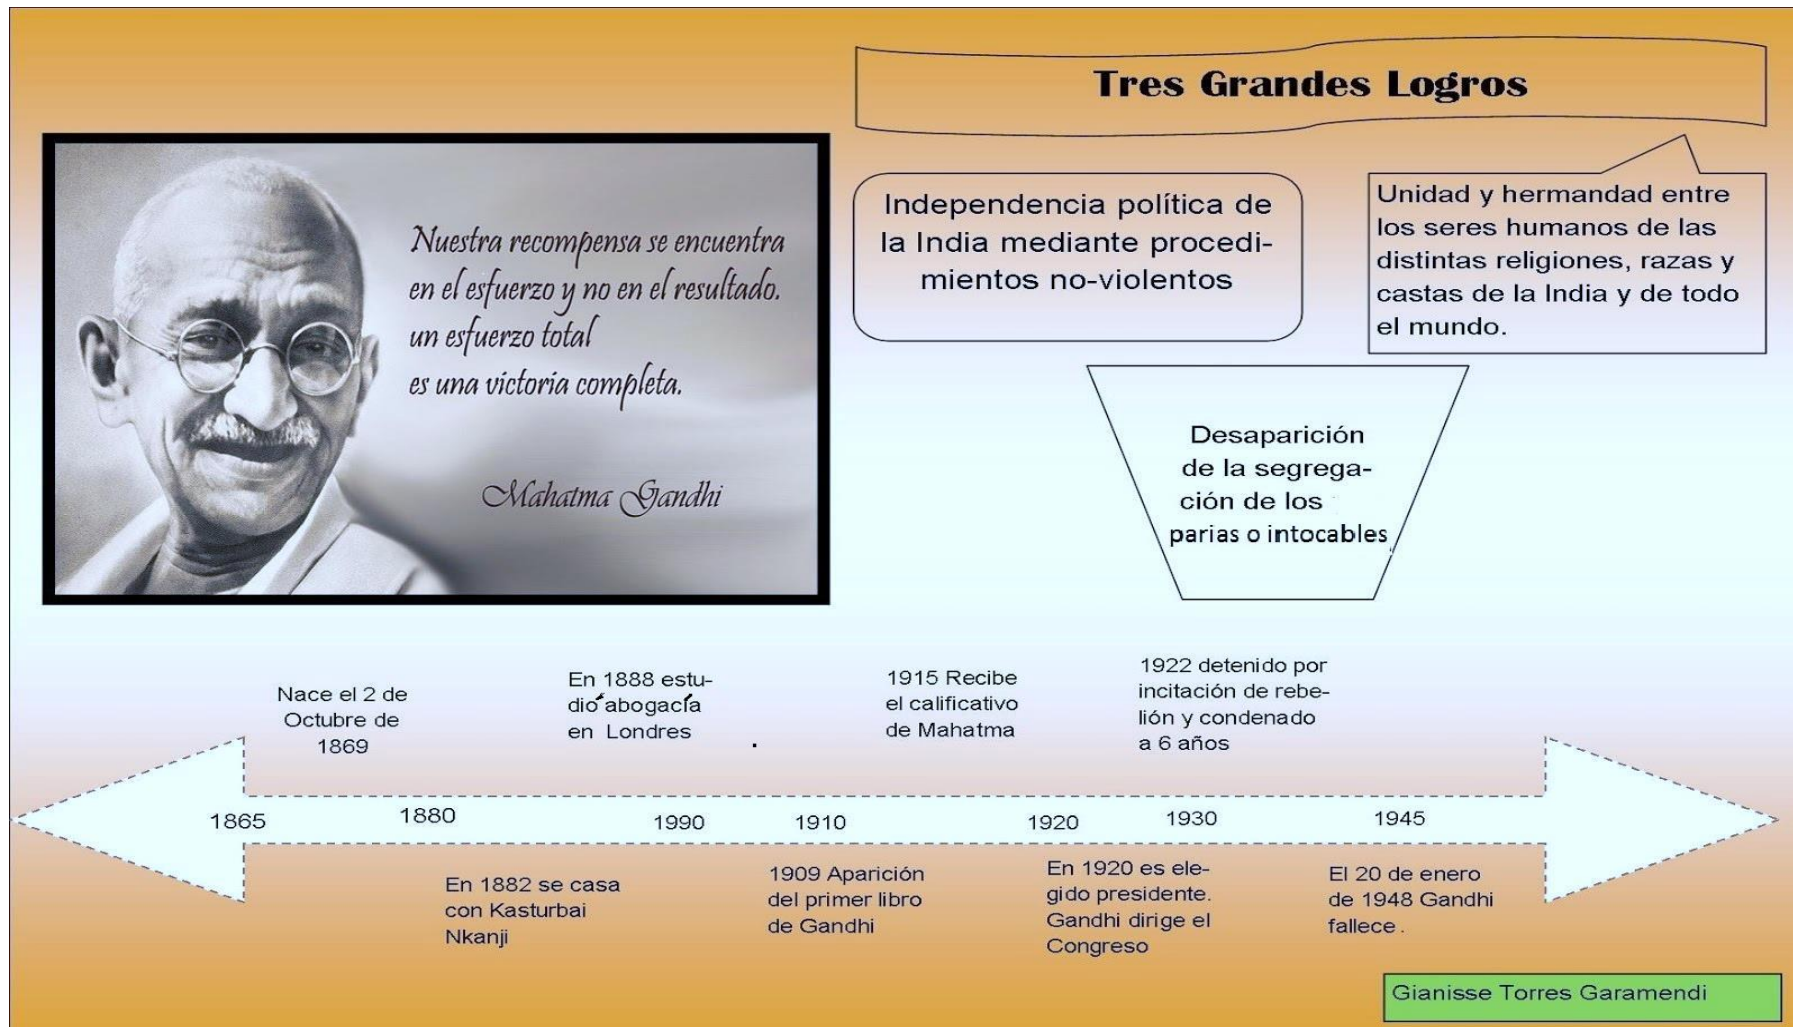 Tres Grandes Logros
Nuestra recompensa se encuentra
en el esfuerzo y no en el resultado.
un esfuerzo total
es una victoria completa.
Mahatma Gandhi
Independencia política de
la India mediante procedi-
mientos no-violentos
Unidad y hermandad entre
los seres humanos de las
distintas religiones, razas y
castas de la India y de todo
el mundo.
Desaparición
de la segrega-
ción de los
parias o intocables
Nace el 2 de
Octubre de
1869
En 1888 estu-
dió abogacía
en Londres
.
1915 Recibe
el calificativo
de Mahatma
1922 detenido por
incitación de rebe-
lión y condenado
a 6 años
1865 1880 1990 1910 1920 1930 1945
En 1882 se casa
con Kasturbai
Nkanji
1909 Aparición
del primer libro
de Gandhi
En 1920 es ele-
gido presidente.
Gandhi dirige el
Congreso
El 20 de enero
de 1948 Gandhi
fallece .
Gianisse Torres Garamendi